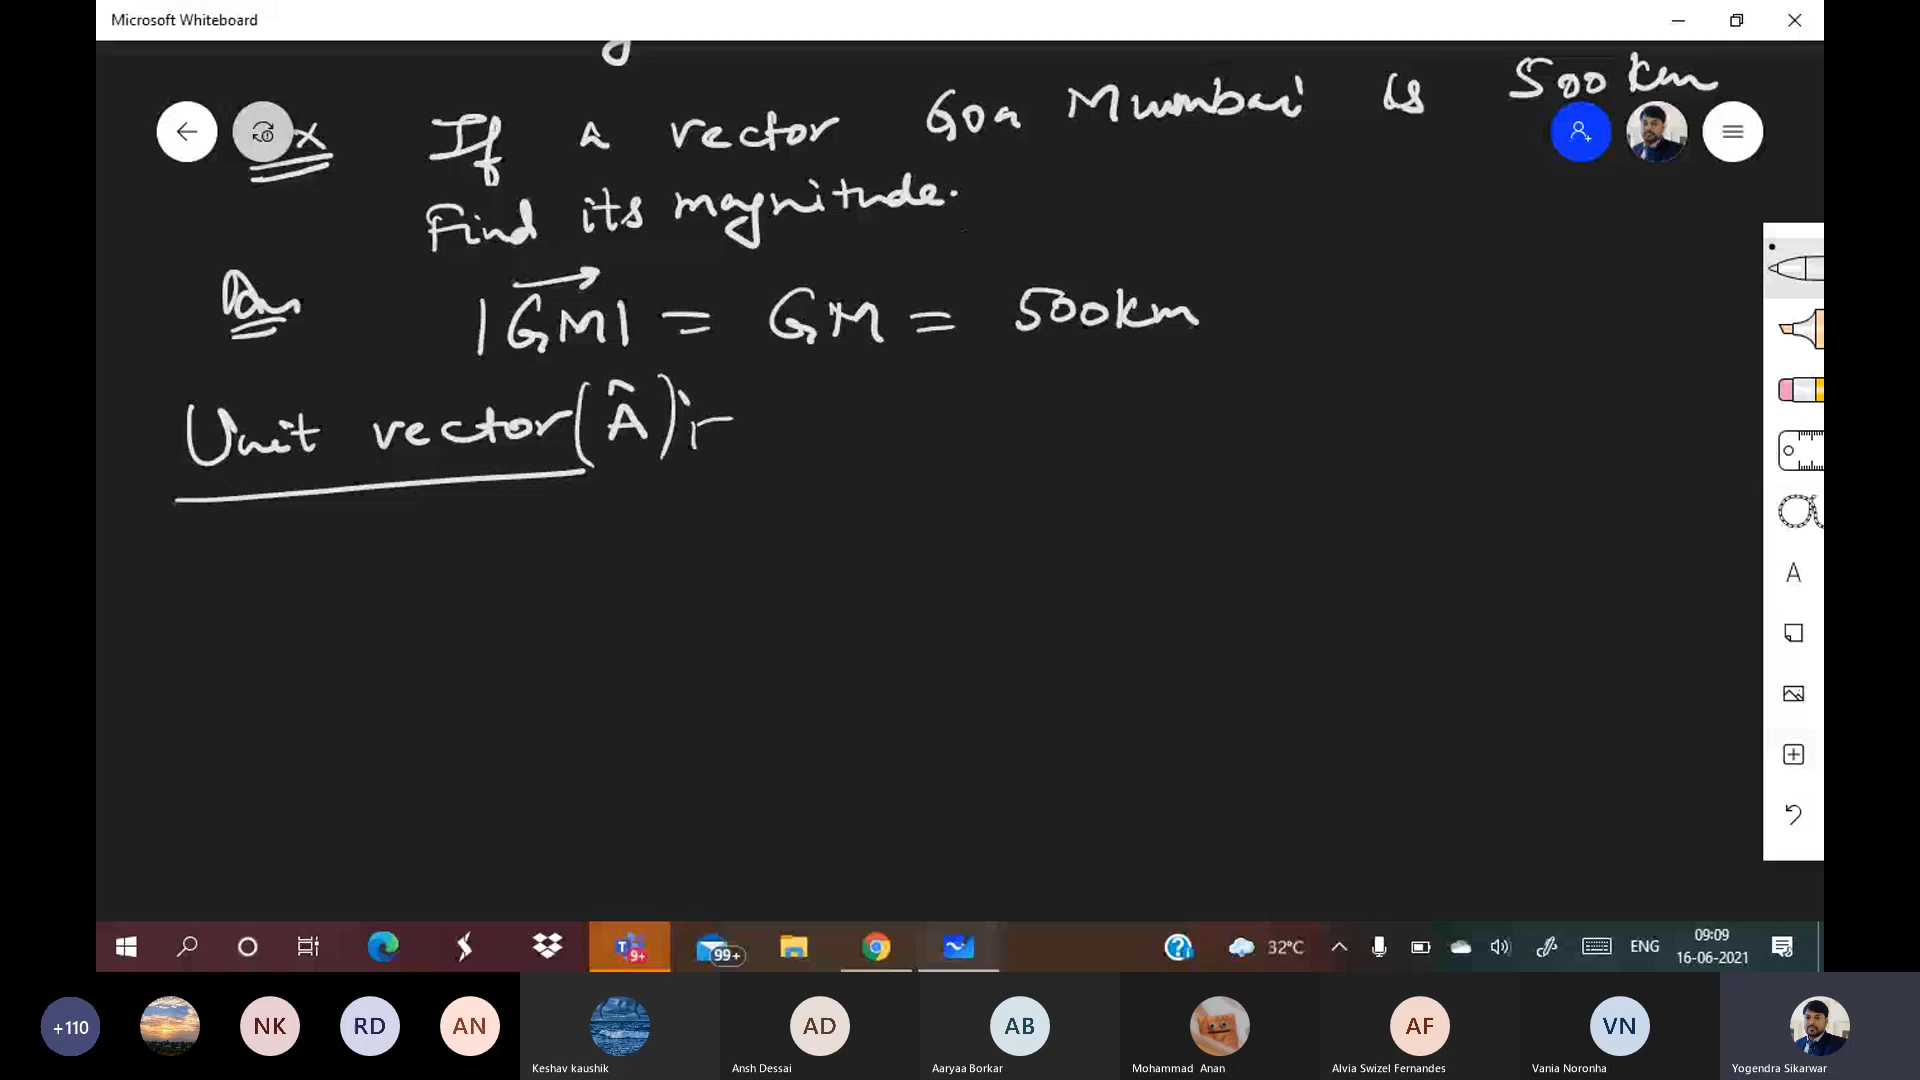 Microsoft Whiteboard
If a vector Goa Mumbai is 500 km
Find its magnitude.
|GM| = GM = 500km
Unit vector (Â) :-
99+
9+
32°C
ENG
09:09
16-06-2021
+110
NK
RD
AN
AD
AB
AF
VN
Keshav kaushik
Ansh Dessai
Aaryaa Borkar
Mohammad Anan
Alvia Swizel Fernandes
Vania Noronha
Yogendra Sikarwar